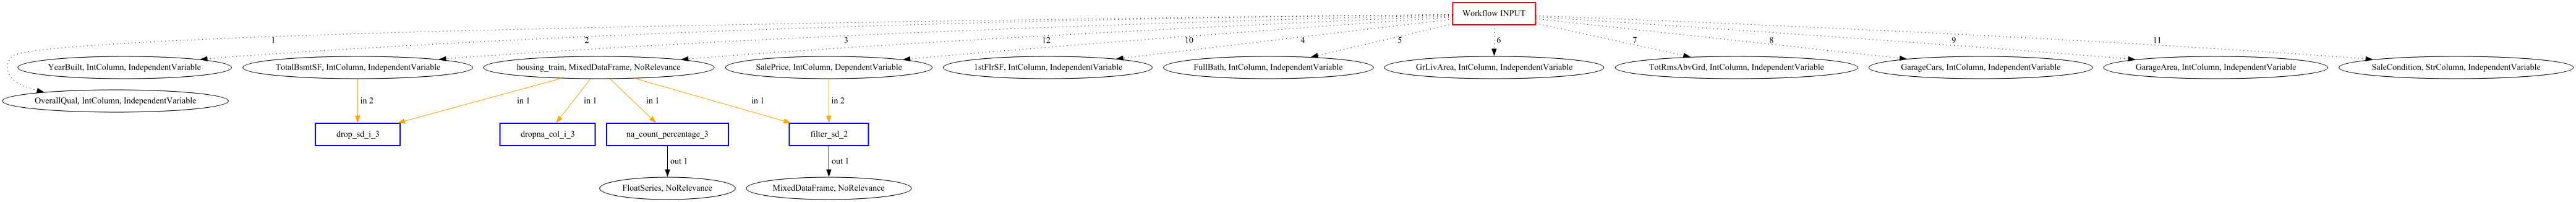 Workflow INPUT
1
2
3
12
10
4
5
6
7
8
9
11
YearBuilt, IntColumn, IndependentVariable
TotalBsmtSF, IntColumn, IndependentVariable
housing_train, MixedDataFrame, NoRelevance
SalePrice, IntColumn, DependentVariable
1stFlrSF, IntColumn, IndependentVariable
FullBath, IntColumn, IndependentVariable
GrLivArea, IntColumn, IndependentVariable
TotRmsAbvGrd, IntColumn, IndependentVariable
GarageCars, IntColumn, IndependentVariable
GarageArea, IntColumn, IndependentVariable
SaleCondition, StrColumn, IndependentVariable
OverallQual, IntColumn, IndependentVariable
in 2
in 1
in 1
in 1
in 1
in 2
drop_sd_i_3
dropna_col_i_3
na_count_percentage_3
filter_sd_2
out 1
out 1
FloatSeries, NoRelevance
MixedDataFrame, NoRelevance